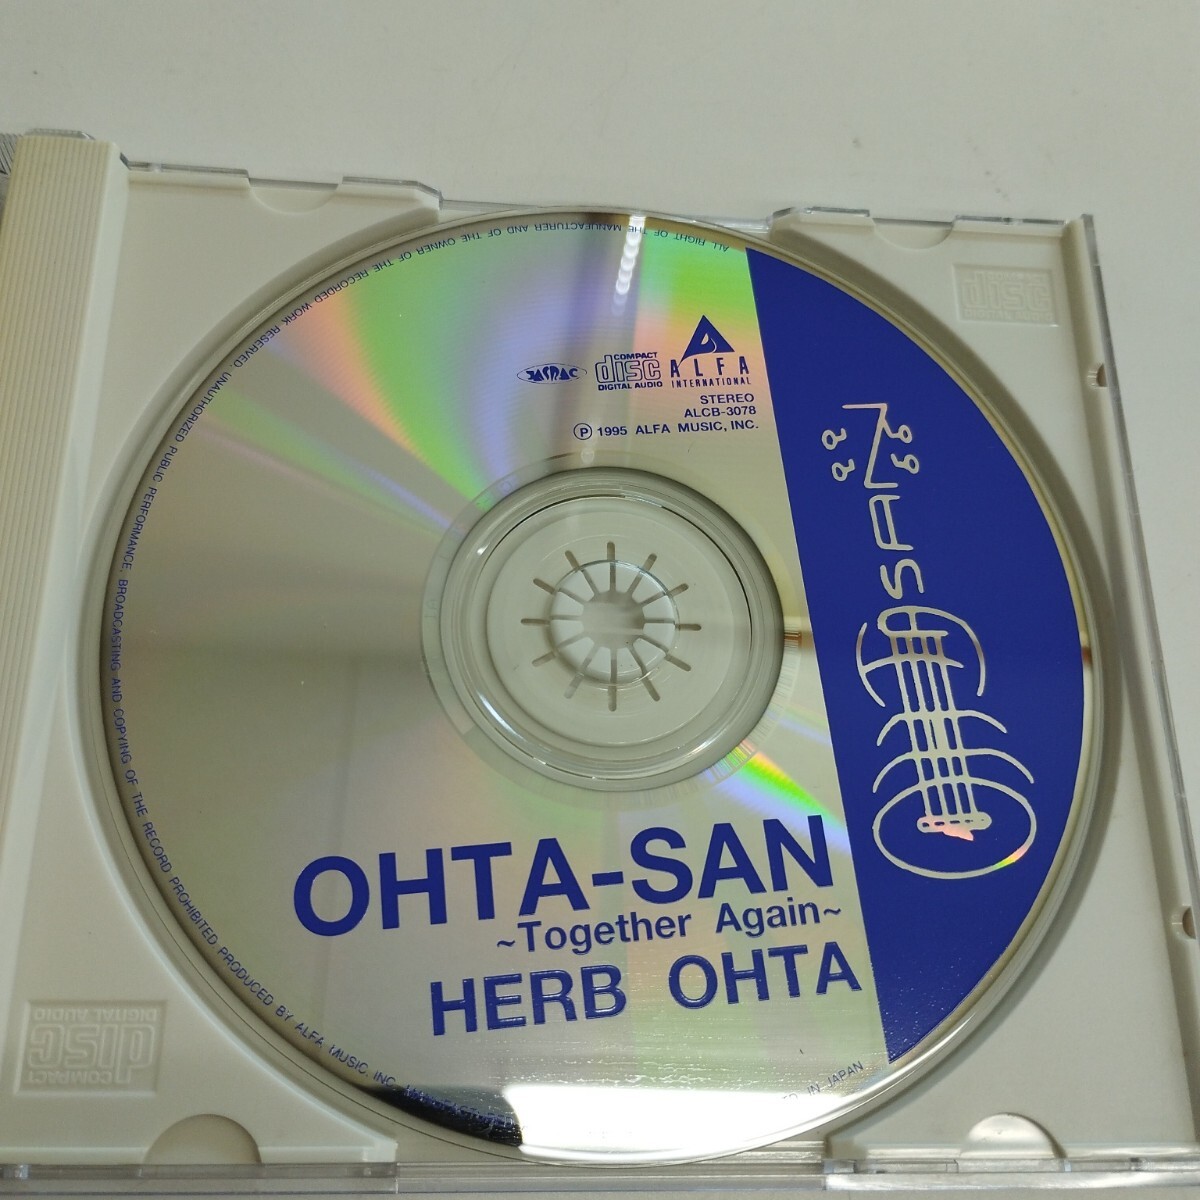 JASRAC
COMPACT
disc
DIGITAL AUDIO
ALFA
INTERNATIONAL
STEREO
ALCB-3078
Ⓟ 1995 ALFA MUSIC, INC.
OHTA-SAN
OHTA-SAN
~Together Again~
HERB OHTA
ALL RIGHT OF THE MANUFACTURER AND OF THE OWNER OF THE RECORDED WORK RESERVED. UNAUTHORIZED PUBLIC PERFORMANCE, BROADCASTING AND COPYING OF THE RECORD PROHIBITED. PRODUCED BY ALFA MUSIC, INC.
IN JAPAN
COMPACT
disc
DIGITAL AUDIO
COMPACT
disc
DIGITAL AUDIO